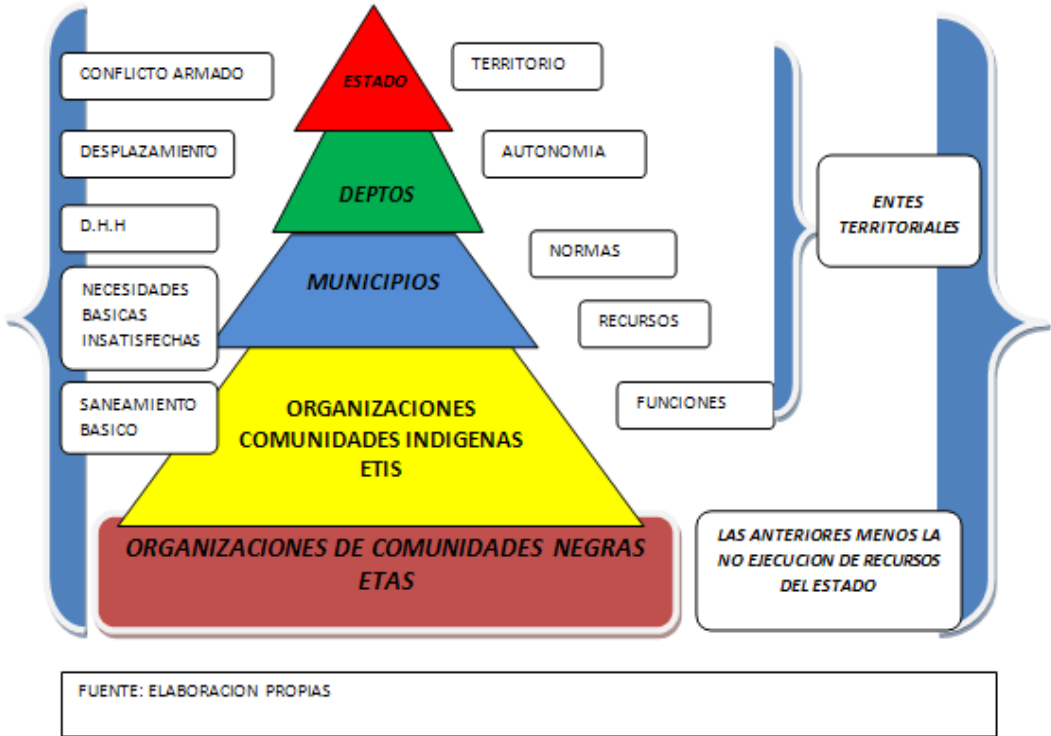 CONFLICTO ARMADO
DESPLAZAMIENTO
D.H.H
NECESIDADES
BASICAS
INSATISFECHAS
SANEAMIENTO
BASICO
ESTADO
DEPTOS
MUNICIPIOS
ORGANIZACIONES
COMUNIDADES INDIGENAS
ETIS
ORGANIZACIONES DE COMUNIDADES NEGRAS
ETAS
TERRITORIO
AUTONOMIA
NORMAS
RECURSOS
FUNCIONES
ENTES
TERRITORIALES
LAS ANTERIORES MENOS LA
NO EJECUCION DE RECURSOS
DEL ESTADO
FUENTE: ELABORACION PROPIAS